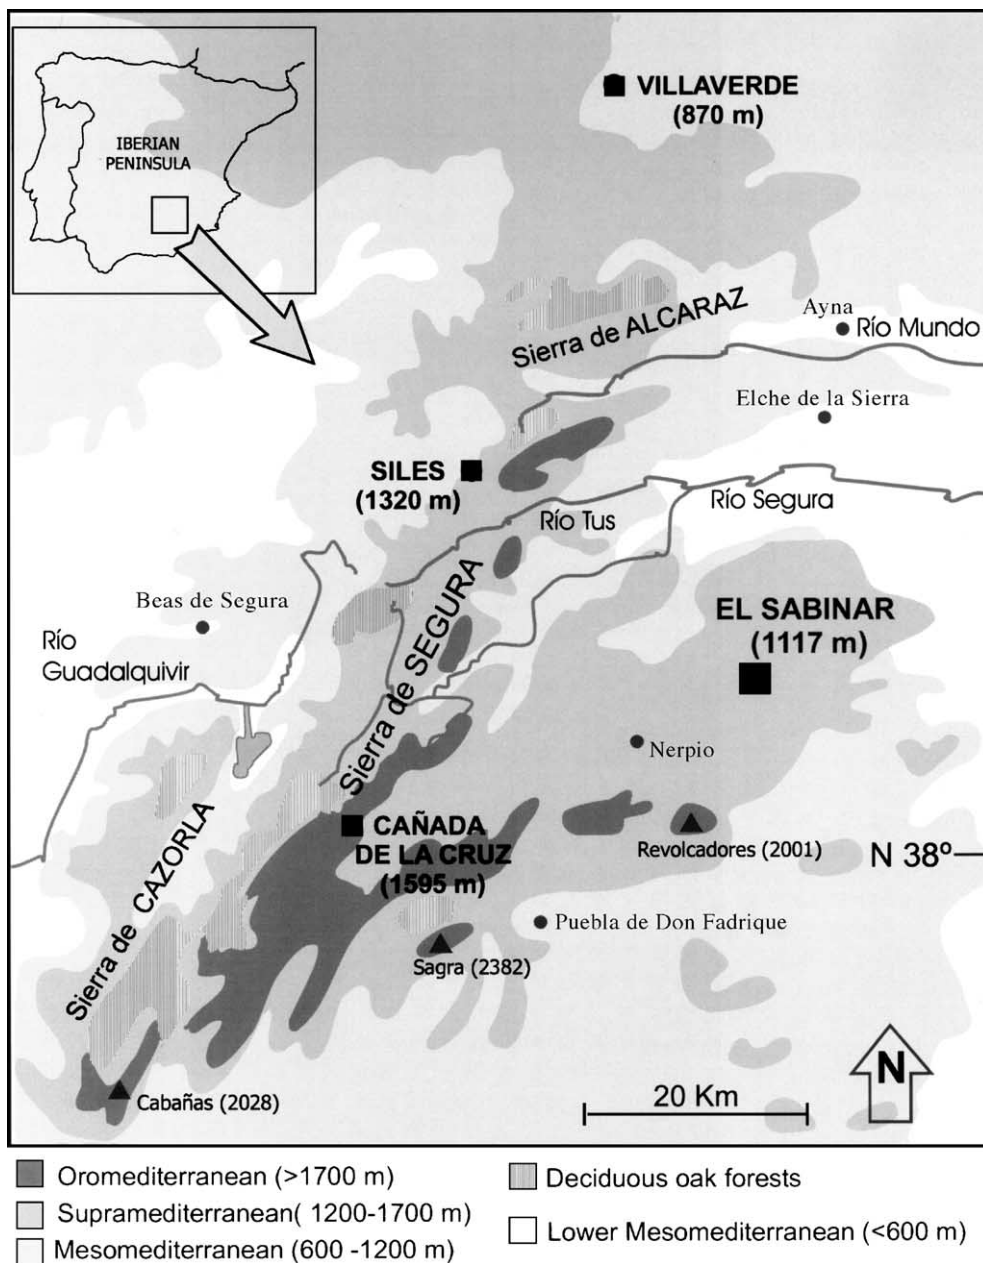 IBERIAN
PENINSULA
VILLAVERDE
(870 m)
Sierra de ALCARAZ
Ayna
Río Mundo
Elche de la Sierra
SILES
(1320 m)
Río Tus
Río Segura
Beas de Segura
Río
Guadalquivir
Sierra de SEGURA
EL SABINAR
(1117 m)
Nerpio
Sierra de CAZORLA
CAÑADA
DE LA CRUZ
(1595 m)
Revolcadores (2001)
N 38º
Puebla de Don Fadrique
Sagra (2382)
Cabañas (2028)
20 Km
N
Oromediterranean (>1700 m)
Supramediterranean( 1200-1700 m)
Mesomediterranean (600 -1200 m)
Deciduous oak forests
Lower Mesomediterranean (<600 m)